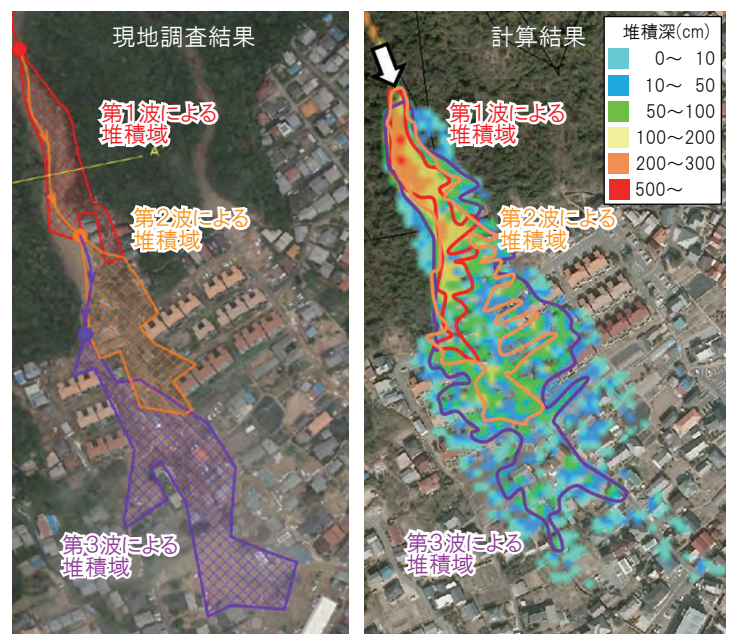 現地調査結果
第1波による
堆積域
A
第2波による
堆積域
第3波による
堆積域
計算結果
堆積深(cm)
0～ 10
10～ 50
50～100
100～200
200～300
500～
第1波による
堆積域
第2波による
堆積域
第3波による
堆積域